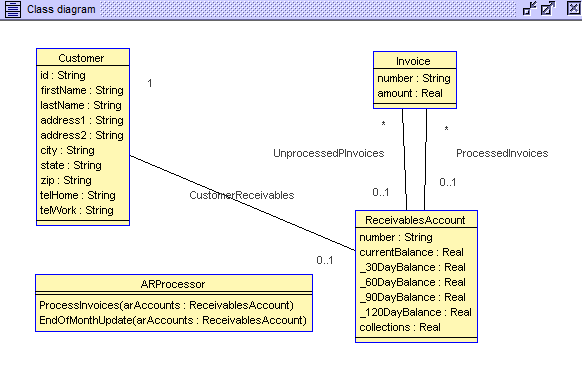 Class diagram
Customer
id : String
firstName : String
lastName : String
address1 : String
address2 : String
city : String
state : String
zip : String
telHome : String
telWork : String
1
Invoice
number : String
amount : Real
*
*
UnprocessedPInvoices
ProcessedInvoices
0..1
0..1
CustomerReceivables
0..1
ReceivablesAccount
number : String
currentBalance : Real
_30DayBalance : Real
_60DayBalance : Real
_90DayBalance : Real
_120DayBalance : Real
collections : Real
ARProcessor
ProcessInvoices(arAccounts : ReceivablesAccount)
EndOfMonthUpdate(arAccounts : ReceivablesAccount)